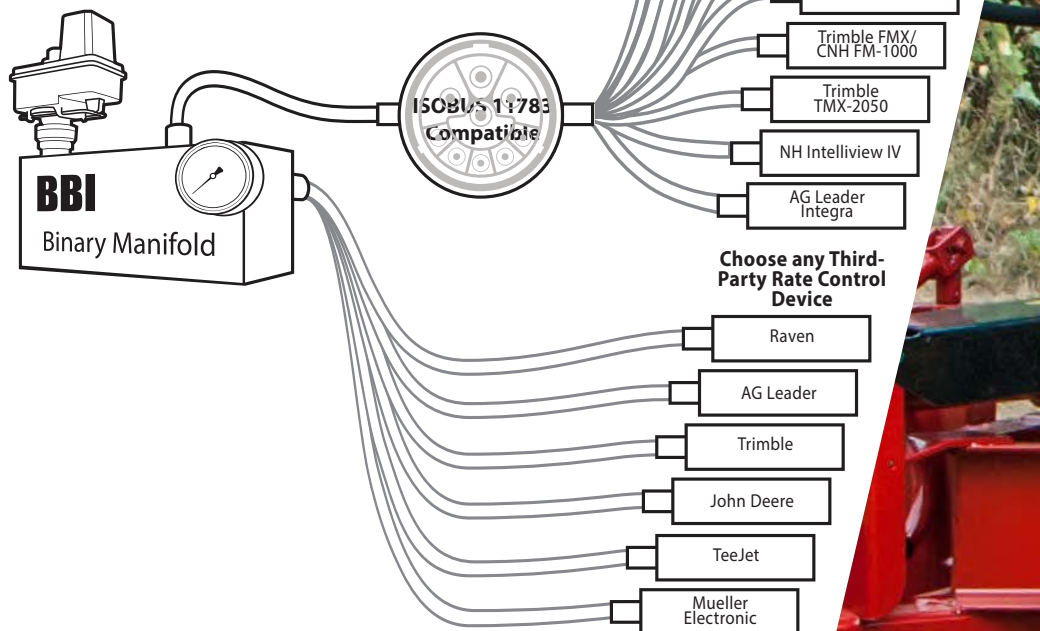 Trimble FMX/
CNH FM-1000
Trimble
TMX-2050
ISOBUS 11783
Compatible
NH Intelliview IV
AG Leader
Integra
BBI
Binary Manifold
Choose any Third-
Party Rate Control
Device
Raven
AG Leader
Trimble
John Deere
TeeJet
Mueller
Electronic